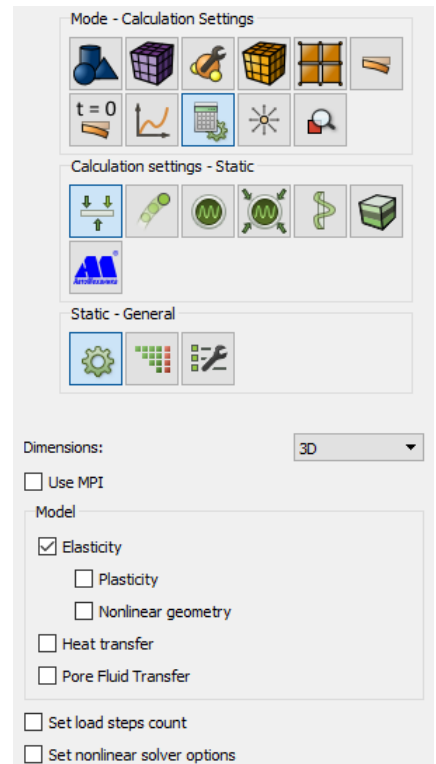 Mode - Calculation Settings
t = 0
Calculation settings - Static
Static - General
Dimensions: 3D
Use MPI
Model
Elasticity
Plasticity
Nonlinear geometry
Heat transfer
Pore Fluid Transfer
Set load steps count
Set nonlinear solver options